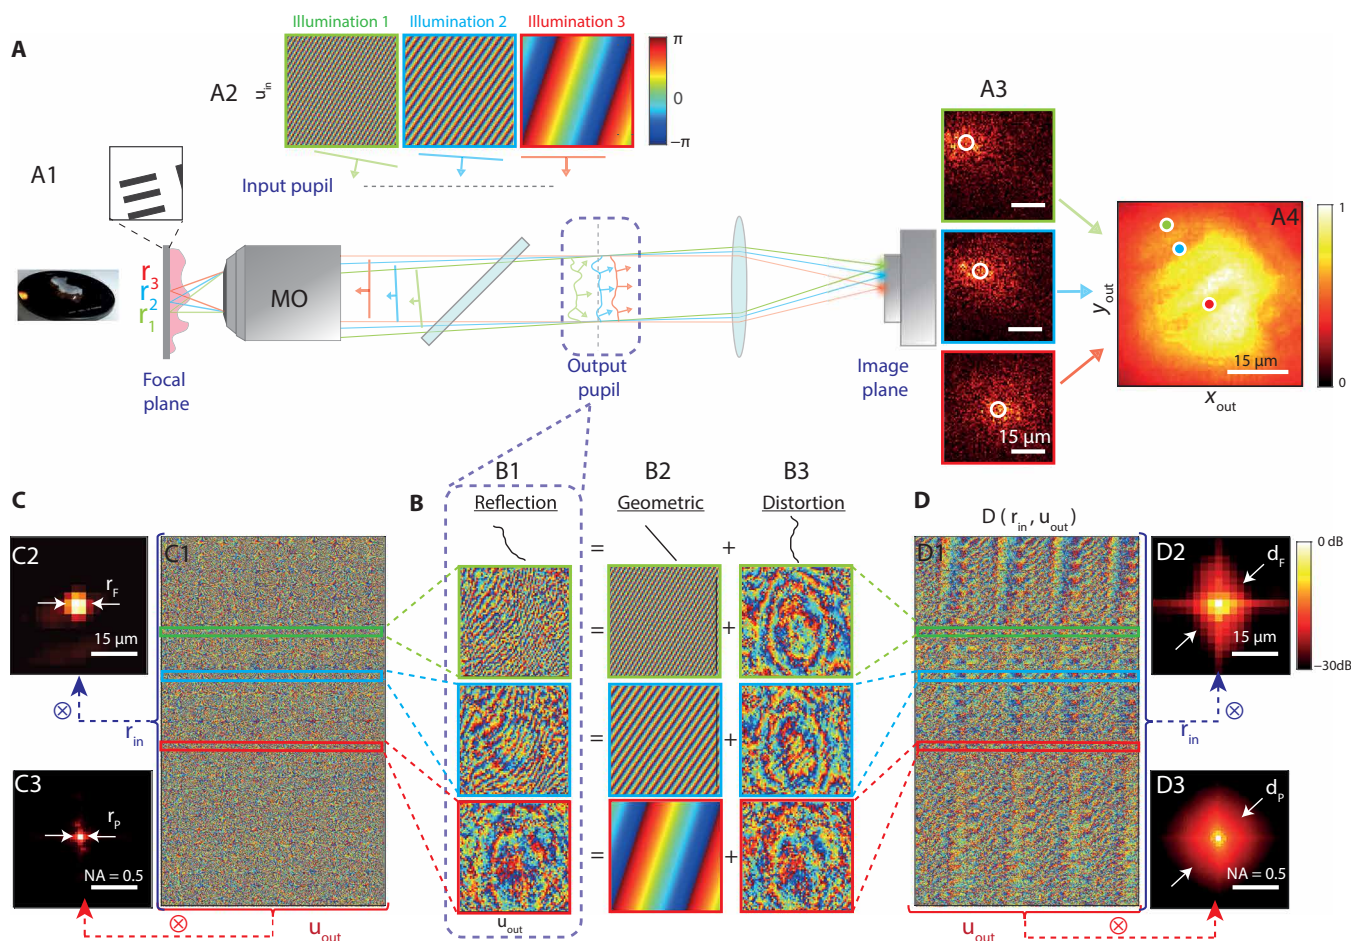 Illumination 1 Illumination 2 Illumination 3
A
π
A2
u_in
0
−π
A3
A1
Input pupil
A4
1
r_3
r_2
r_1
MO
y_out
15 μm
0
Focal
plane
Output
pupil
Image
plane
x_out
15 μm
C
B
B1
B2
B3
D
Reflection
Geometric
Distortion
D ( r_in , u_out )
= +
C2
C1
D1
D2
0 dB
r_F
d_F
15 μm
= +
15 μm
−30dB
⊗
r_in
= +
r_in
⊗
C3
D3
r_P
d_P
NA = 0.5
= +
NA = 0.5
⊗
u_out
u_out
u_out
⊗